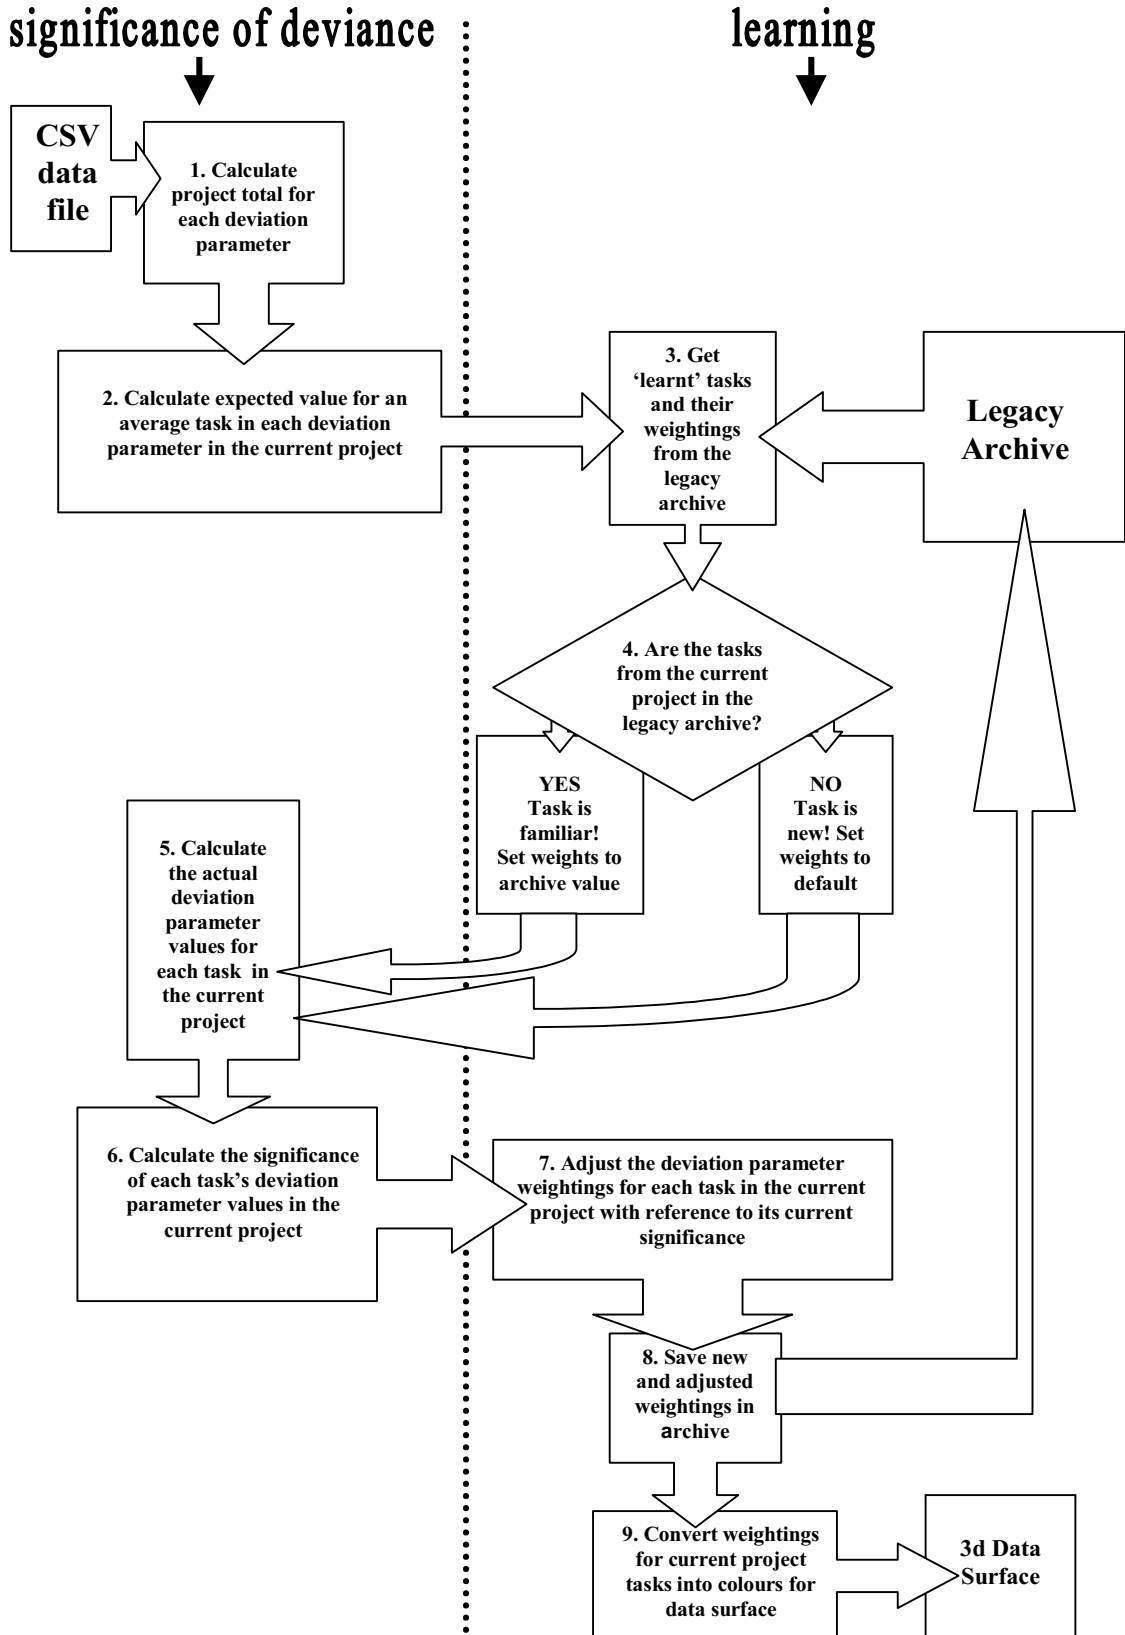 significance of deviance
learning
CSV
data
file
1. Calculate
project total for
each deviation
parameter
2. Calculate expected value for an
average task in each deviation
parameter in the current project
3. Get
‘learnt’ tasks
and their
weightings
from the
legacy
archive
Legacy
Archive
4. Are the tasks
from the current
project in the
legacy archive?
YES
Task is
familiar!
Set weights to
archive value
NO
Task is
new! Set
weights to
default
5. Calculate
the actual
deviation
parameter
values for
each task in
the current
project
6. Calculate the significance
of each task’s deviation
parameter values in the
current project
7. Adjust the deviation parameter
weightings for each task in the current
project with reference to its current
significance
8. Save new
and adjusted
weightings in
archive
9. Convert weightings
for current project
tasks into colours for
data surface
3d Data
Surface